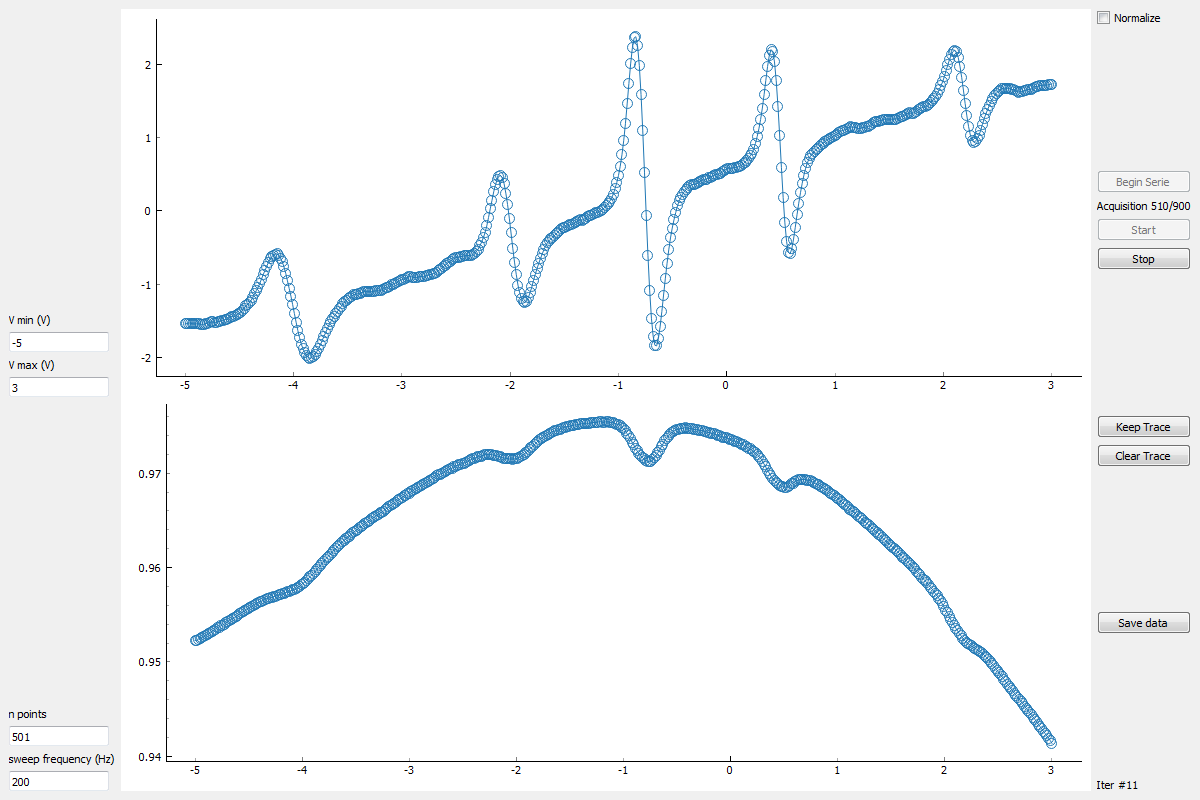 Normalize
2
1
0
-1
-2
-5 -4 -3 -2 -1 0 1 2 3
Begin Serie
Acquisition 510/900
Start
Stop
V min (V)
-5
V max (V)
3
Keep Trace
Clear Trace
0.97
0.96
0.95
0.94
-5 -4 -3 -2 -1 0 1 2 3
Save data
n points
501
sweep frequency (Hz)
200
Iter #11